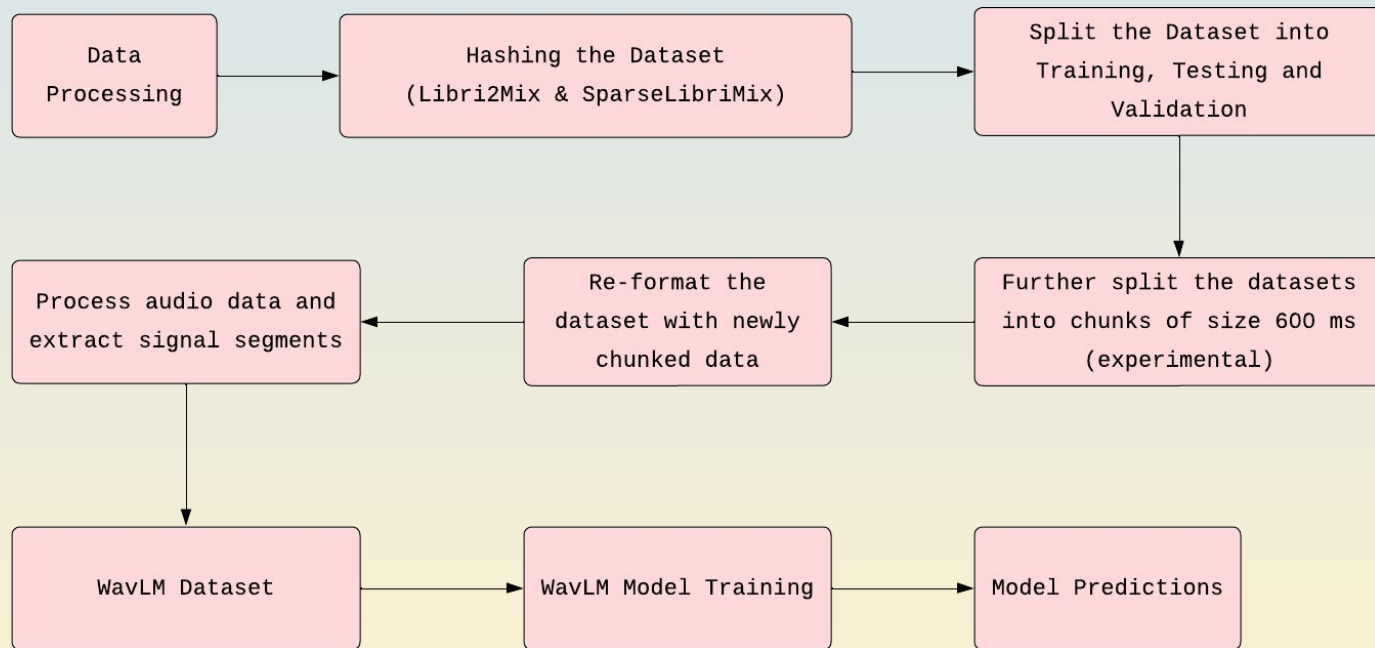 Data
Processing
Hashing the Dataset
(Libri2Mix & SparseLibriMix)
Split the Dataset into
Training, Testing and
Validation
Further split the datasets
into chunks of size 600 ms
(experimental)
Re-format the
dataset with newly
chunked data
Process audio data and
extract signal segments
WavLM Dataset
WavLM Model Training
Model Predictions